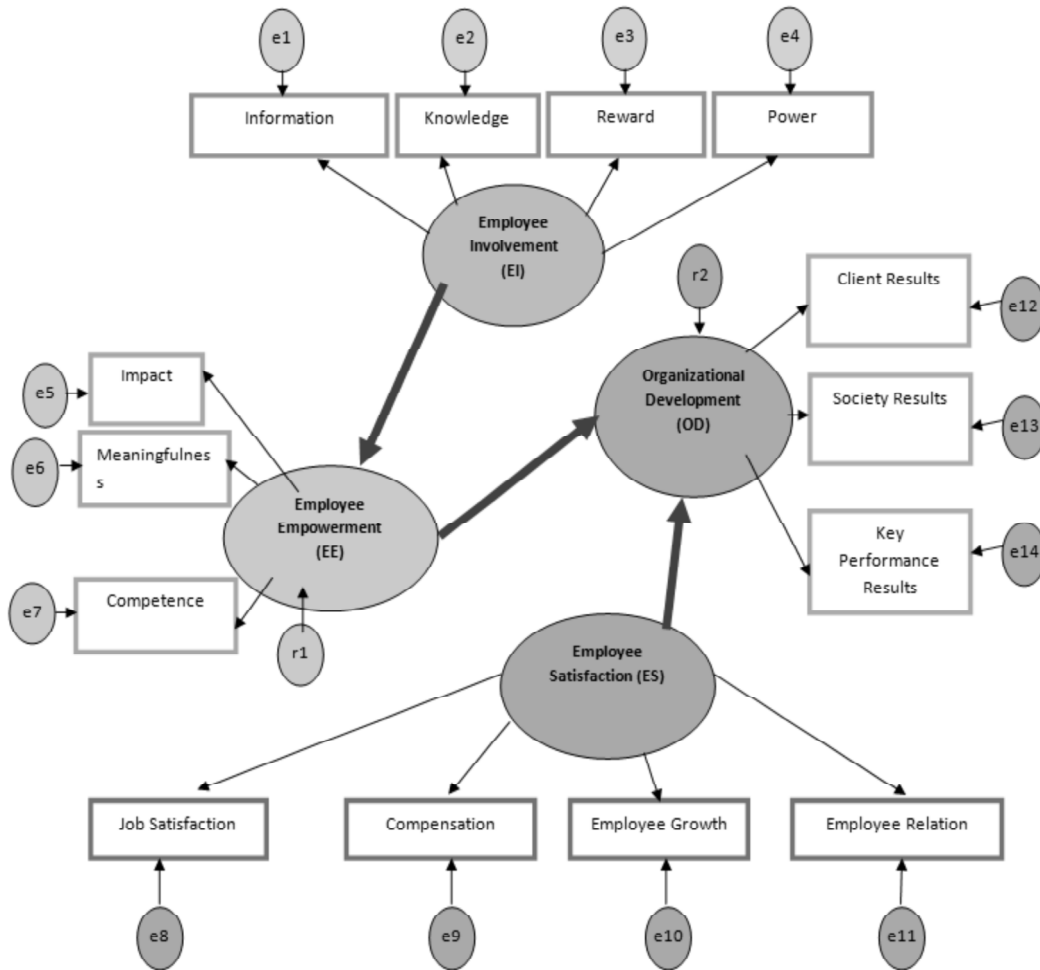 e1
e2
e3
e4
Information
Knowledge
Reward
Power
Employee
Involvement
(EI)
r2
Client Results
e12
Organizational
Development
(OD)
Society Results
e13
Key
Performance
Results
e14
Impact
e5
Meaningfulnes
s
e6
Employee
Empowerment
(EE)
Competence
e7
r1
Employee
Satisfaction (ES)
Job Satisfaction
Compensation
Employee Growth
Employee Relation
e8
e9
e10
e11